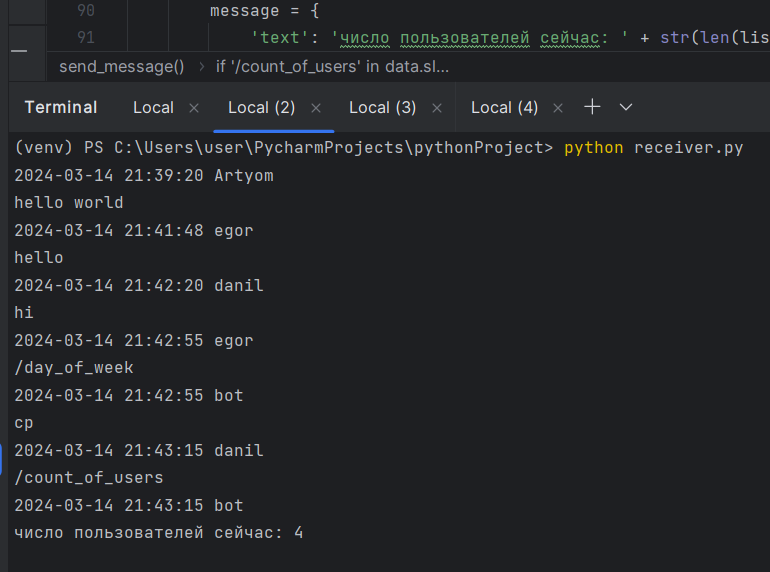 90 message = {
91 'text': 'число пользователей сейчас: ' + str(len(lis
send_message() > if '/count_of_users' in data.sl...
Terminal Local × Local (2) × Local (3) × Local (4) × +
(venv) PS C:\Users\user\PycharmProjects\pythonProject> python receiver.py
2024-03-14 21:39:20 Artyom
hello world
2024-03-14 21:41:48 egor
hello
2024-03-14 21:42:20 danil
hi
2024-03-14 21:42:55 egor
/day_of_week
2024-03-14 21:42:55 bot
ср
2024-03-14 21:43:15 danil
/count_of_users
2024-03-14 21:43:15 bot
число пользователей сейчас: 4